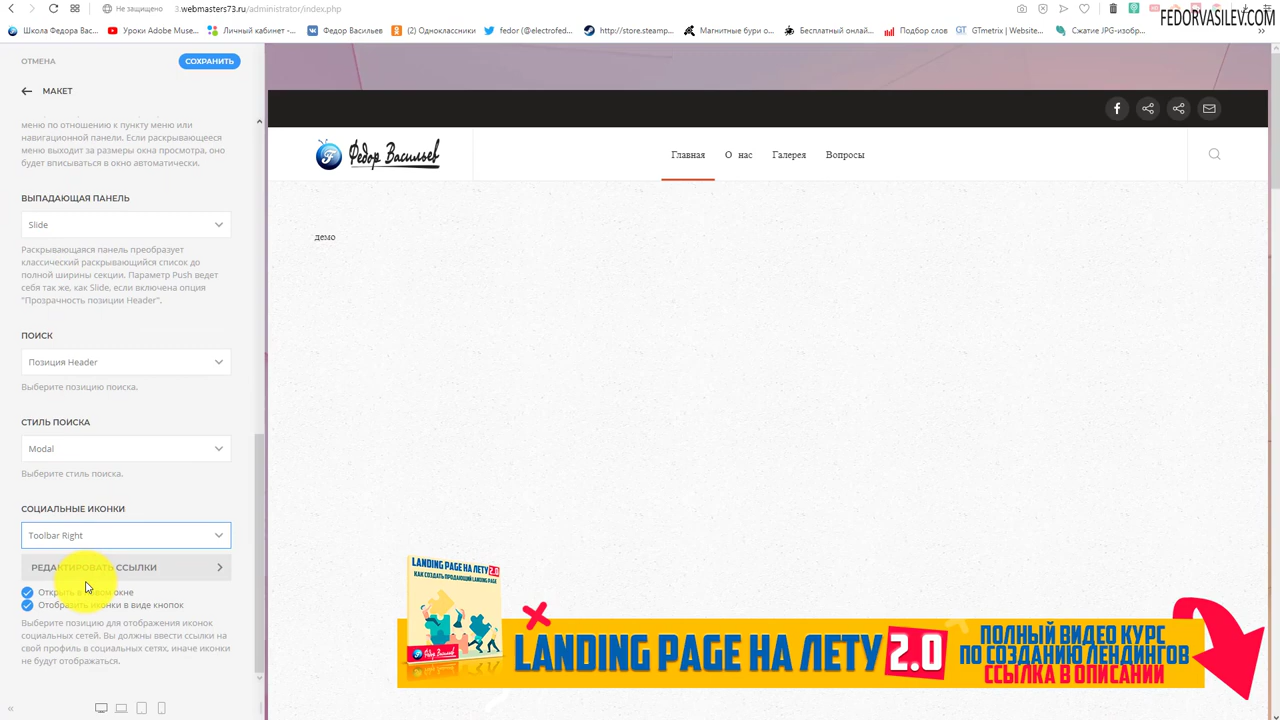 3.webmasters73.ru/administrator/index.php
Не защищено
FEDORVASILEV.COM
Школа Федора Вас...
Уроки Adobe Muse...
Личный кабинет -...
Федор Васильев
Одноклассники
fedor (@electrofed...
http://store.steamp...
Магнитные бури о...
Бесплатный онлай...
Подбор слов
GTmetrix | Website...
Сжатие JPG-изобр...
ОТМЕНА
СОХРАНИТЬ
МАКЕТ
меню по отношению к пункту меню или
навигационной панели. Если раскрывающееся
меню выходит за размеры окна просмотра, оно
будет вписываться в окно автоматически.
ВЫПАДАЮЩАЯ ПАНЕЛЬ
Slide
Раскрывающаяся панель преобразует
классический раскрывающийся список до
полной ширины секции. Параметр Push ведет
себя так же, как Slide, если включена опция
"Прозрачность позиции Header".
ПОИСК
Позиция Header
Выберите позицию поиска.
СТИЛЬ ПОИСКА
Modal
Выберите стиль поиска.
СОЦИАЛЬНЫЕ ИКОНКИ
Toolbar Right
РЕДАКТИРОВАТЬ ССЫЛКИ
Открыть в новом окне
Отобразить иконки в виде кнопок
Выберите позицию для отображения иконок
социальных сетей. Вы должны ввести ссылки на
свой профиль в социальных сетях, иначе иконки
не будут отображаться.
Федор Васильев
Главная
О нас
Галерея
Вопросы
демо
LANDING PAGE НА ЛЕТУ 2.0
КАК СОЗДАТЬ ПРОДАЮЩИЙ LANDING PAGE
Федор Васильев
LANDING PAGE НА ЛЕТУ 2.0
ПОЛНЫЙ ВИДЕО КУРС
ПО СОЗДАНИЮ ЛЕНДИНГОВ
ССЫЛКА В ОПИСАНИИ